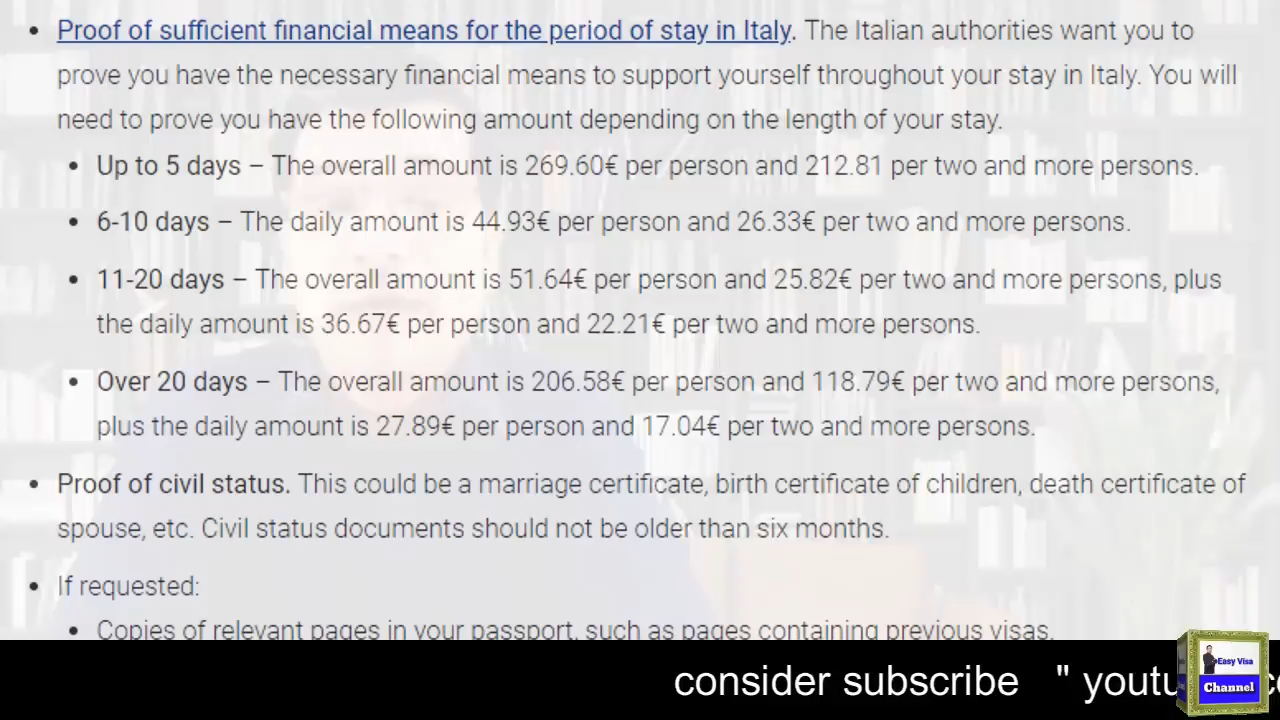 • Proof of sufficient financial means for the period of stay in Italy. The Italian authorities want you to
prove you have the necessary financial means to support yourself throughout your stay in Italy. You will
need to prove you have the following amount depending on the length of your stay.
• Up to 5 days – The overall amount is 269.60€ per person and 212.81 per two and more persons.
• 6-10 days – The daily amount is 44.93€ per person and 26.33€ per two and more persons.
• 11-20 days – The overall amount is 51.64€ per person and 25.82€ per two and more persons, plus
the daily amount is 36.67€ per person and 22.21€ per two and more persons.
• Over 20 days – The overall amount is 206.58€ per person and 118.79€ per two and more persons,
plus the daily amount is 27.89€ per person and 17.04€ per two and more persons.
• Proof of civil status. This could be a marriage certificate, birth certificate of children, death certificate of
spouse, etc. Civil status documents should not be older than six months.
• If requested:
• Copies of relevant pages in your passport, such as pages containing previous visas.
consider subscribe " youtu
Easy Visa
Channel